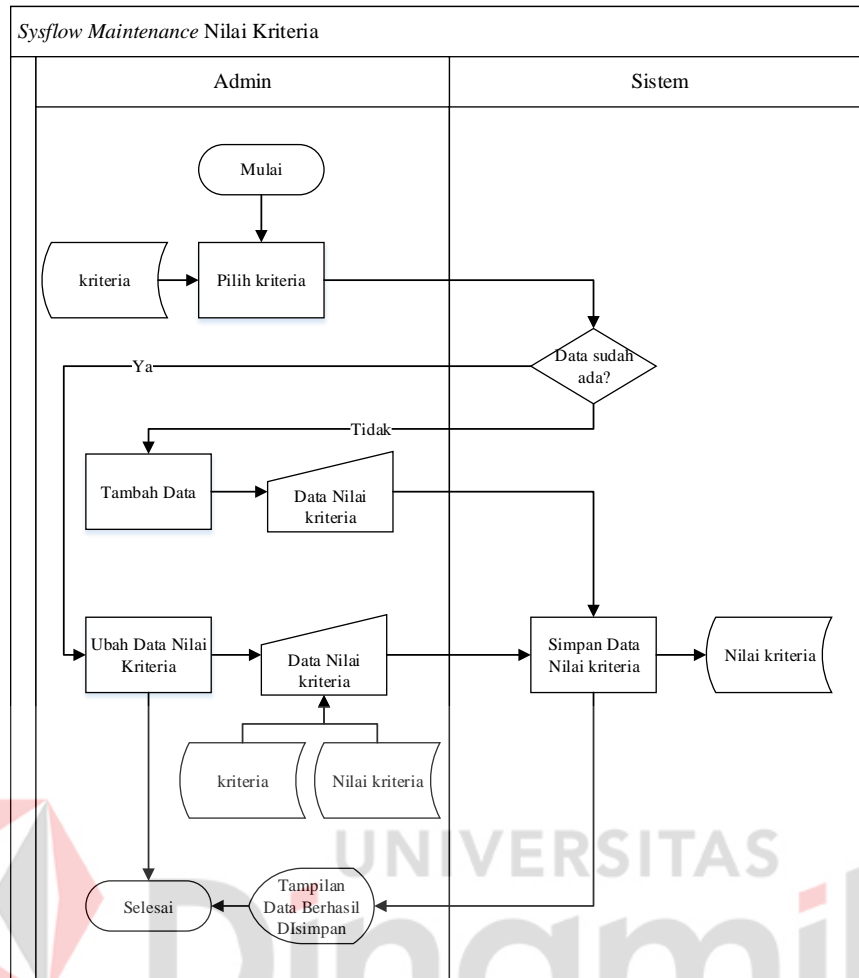 Sysflow Maintenance Nilai Kriteria
Admin
Sistem
Mulai
kriteria
Pilih kriteria
Data sudah
ada?
Ya
Tidak
Tambah Data
Data Nilai
kriteria
Ubah Data Nilai
Kriteria
Data Nilai
kriteria
Simpan Data
Nilai kriteria
Nilai kriteria
kriteria
Nilai kriteria
UNIVERSITAS
Selesai
Tampilan
Data Berhasil
DIsimpan